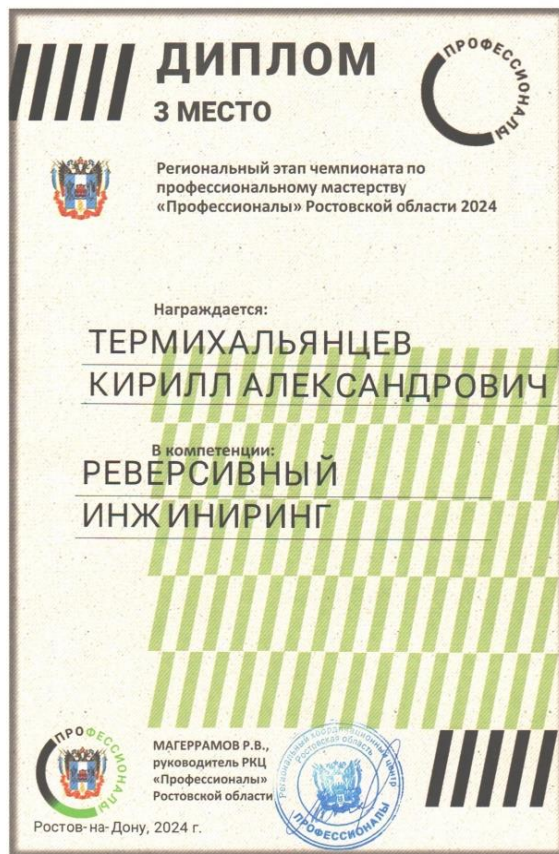 ДИПЛОМ
3 МЕСТО
ПРОФЕССИОНАЛЫ
Региональный этап чемпионата по
профессиональному мастерству
«Профессионалы» Ростовской области 2024
Награждается:
ТЕРМИХАЛЬЯНЦЕВ
КИРИЛЛ АЛЕКСАНДРОВИЧ
В компетенции:
РЕВЕРСИВНЫЙ
ИНЖИНИРИНГ
ПРОФЕССИОНАЛЫ
МАГЕРРАМОВ Р.В.,
руководитель РКЦ
«Профессионалы»
Ростовской области
Региональный координационный центр
Ростовская область
ПРОФЕССИОНАЛЫ
Ростов-на-Дону, 2024 г.